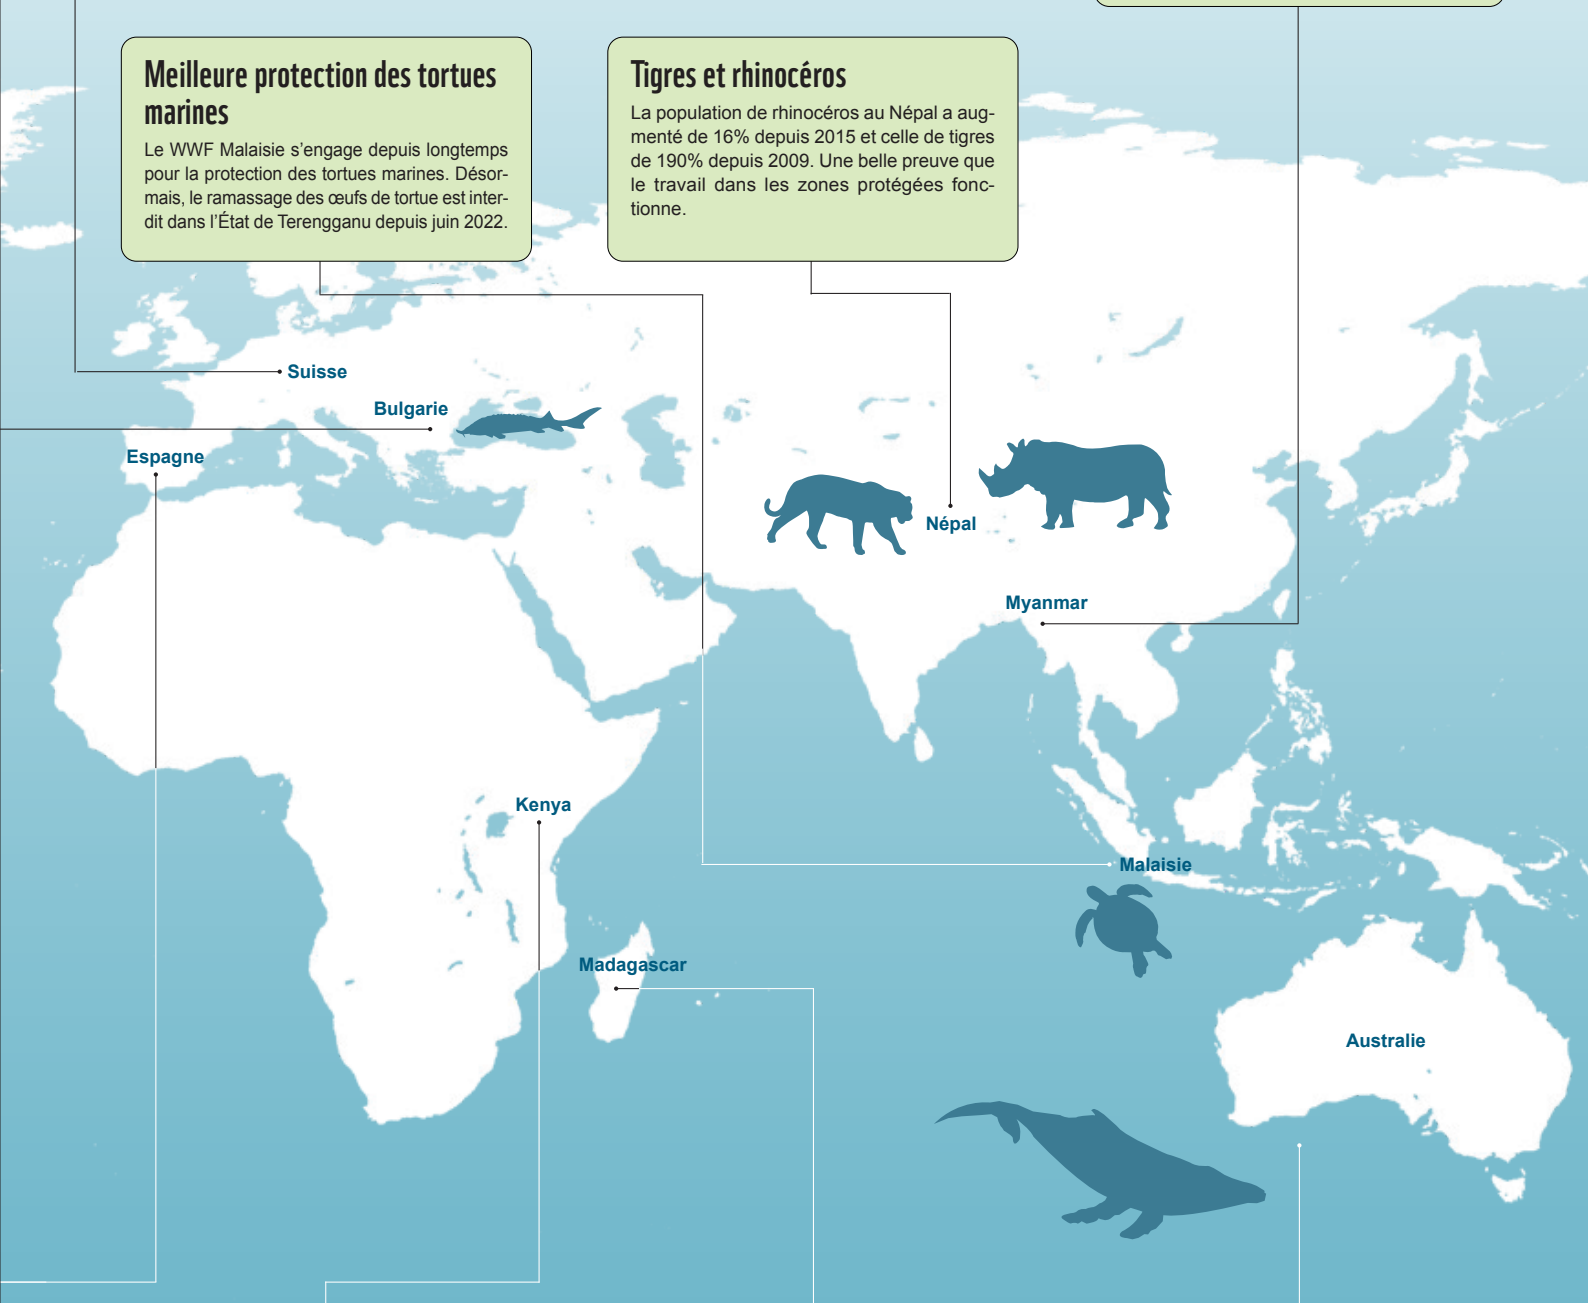 Meilleure protection des tortues
marines
Le WWF Malaisie s’engage depuis longtemps
pour la protection des tortues marines. Désor-
mais, le ramassage des œufs de tortue est inter-
dit dans l’État de Terengganu depuis juin 2022.
Tigres et rhinocéros
La population de rhinocéros au Népal a aug-
menté de 16% depuis 2015 et celle de tigres
de 190% depuis 2009. Une belle preuve que
le travail dans les zones protégées fonc-
tionne.
Suisse
Bulgarie
Espagne
Népal
Myanmar
Kenya
Malaisie
Madagascar
Australie